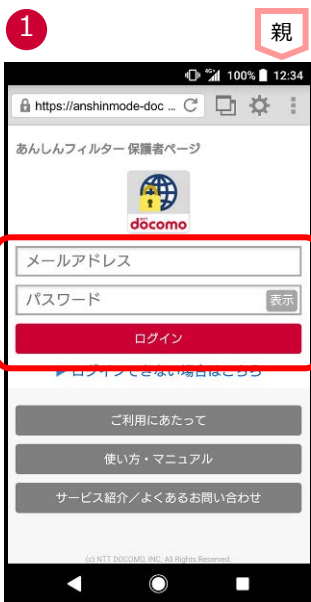 1
親
4G 100% 12:34
https://anshinmode-doc ...
あんしんフィルター 保護者ページ
NTT
döcomo
メールアドレス
パスワード
表示
ログイン
▶ ログインできない場合はこちら
ご利用にあたって
使い方・マニュアル
サービス紹介／よくあるお問い合わせ
(c) NTT DOCOMO, INC. All Rights Reserved.